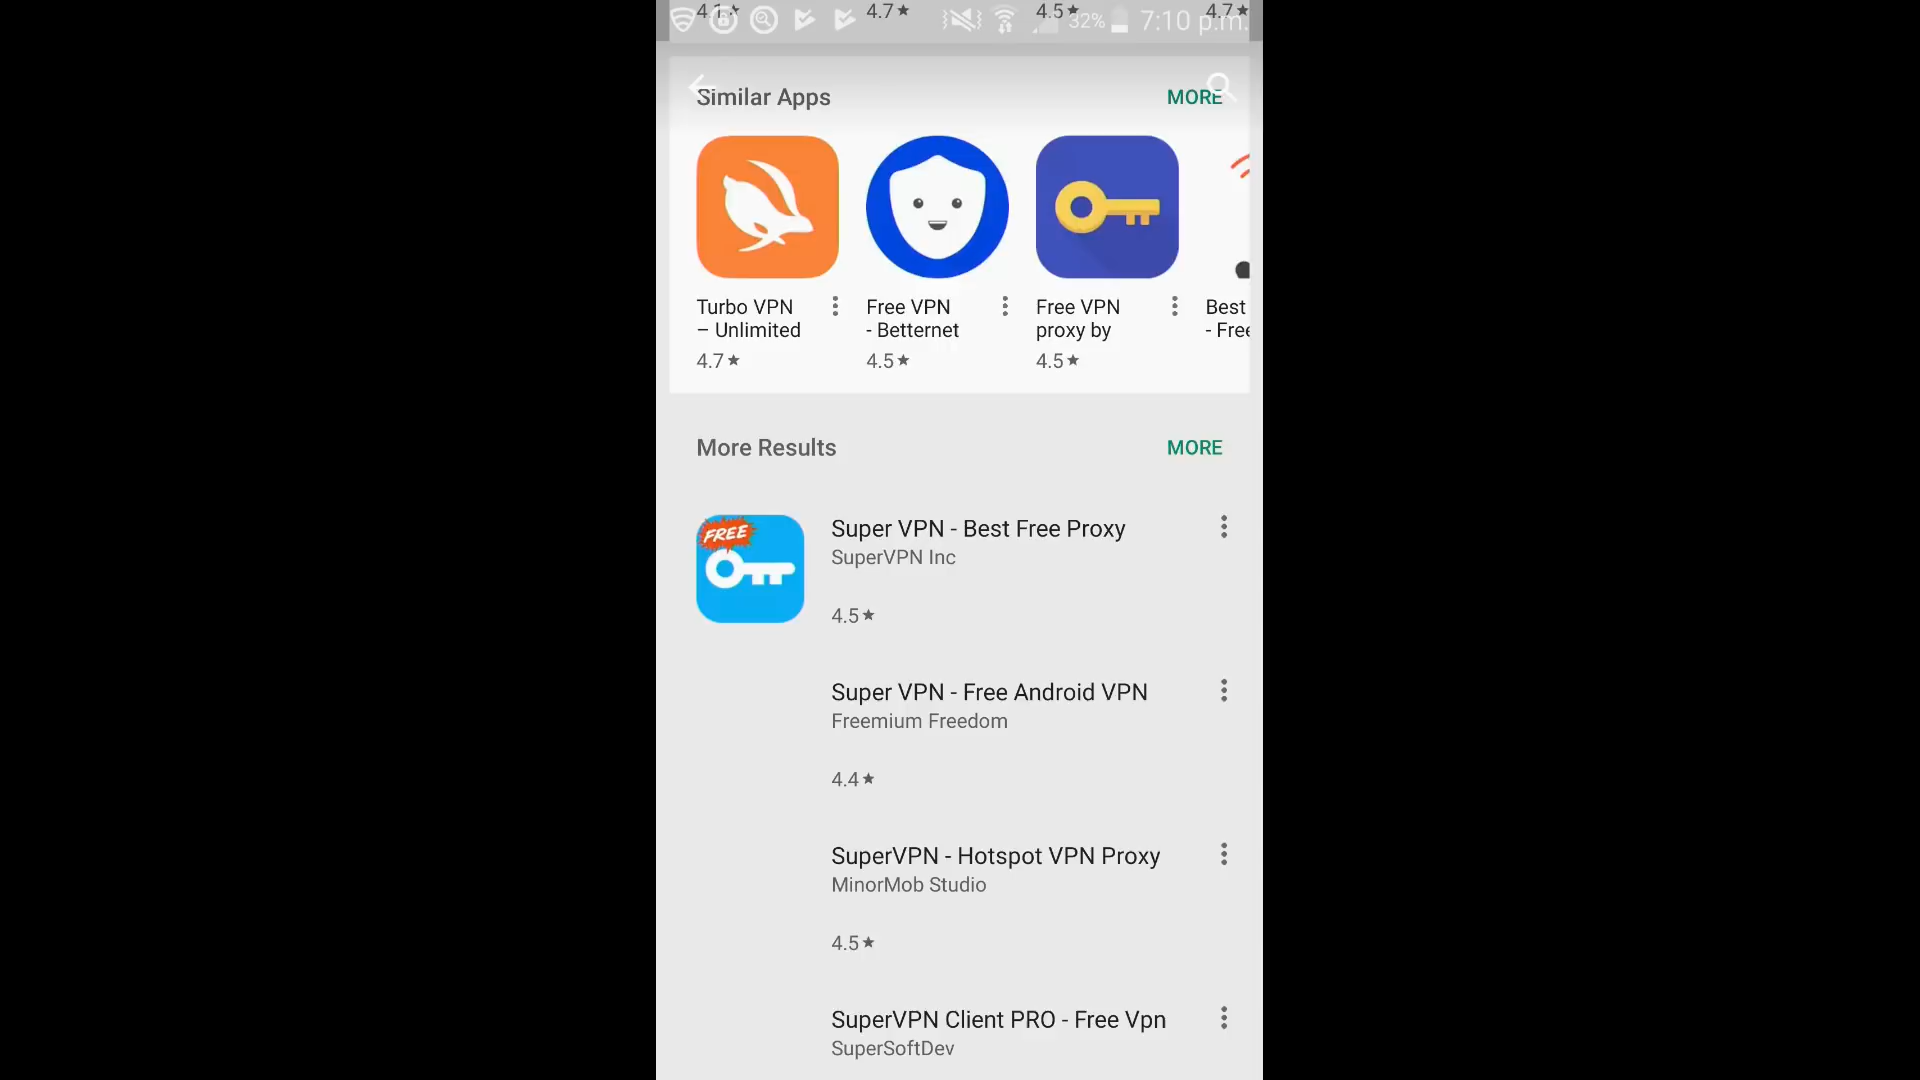 4.1 4.7 4.5 4.7
32% 7:10 p.m.
Similar Apps MORE
Turbo VPN
– Unlimited
4.7
Free VPN
- Betternet
4.5
Free VPN
proxy by
4.5
Best
- Free
More Results MORE
FREE
Super VPN - Best Free Proxy
SuperVPN Inc
4.5
Super VPN - Free Android VPN
Freemium Freedom
4.4
SuperVPN - Hotspot VPN Proxy
MinorMob Studio
4.5
SuperVPN Client PRO - Free Vpn
SuperSoftDev